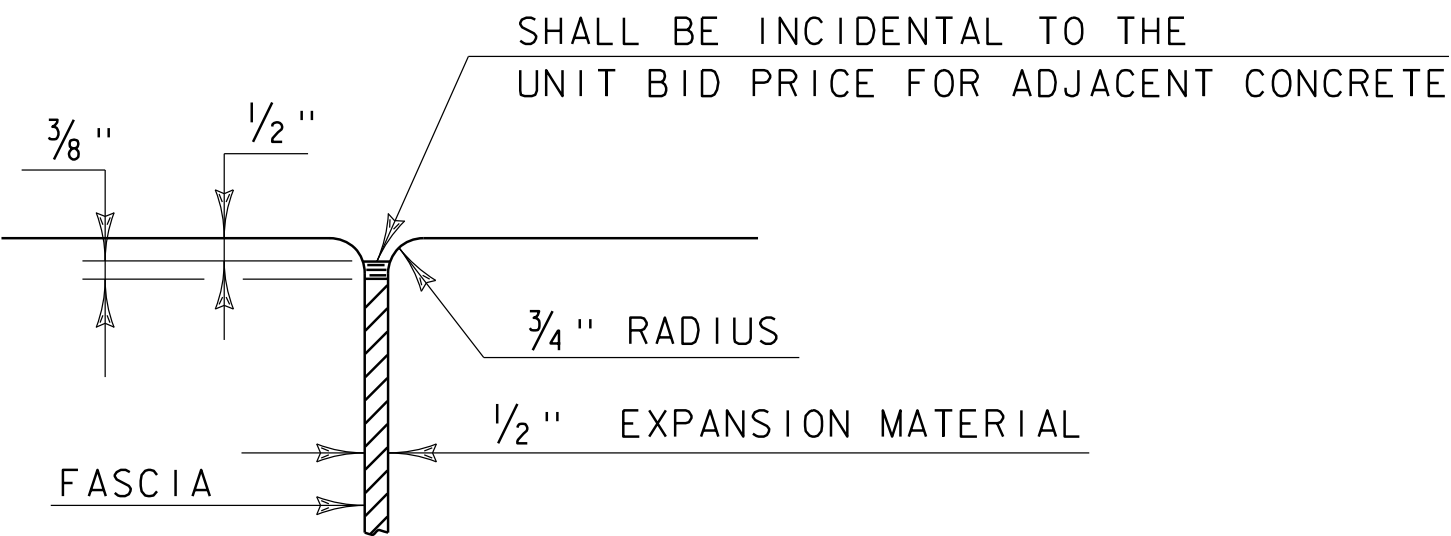 SHALL BE INCIDENTAL TO THE
UNIT BID PRICE FOR ADJACENT CONCRETE
3/8"
1/2"
3/4" RADIUS
1/2" EXPANSION MATERIAL
FASCIA